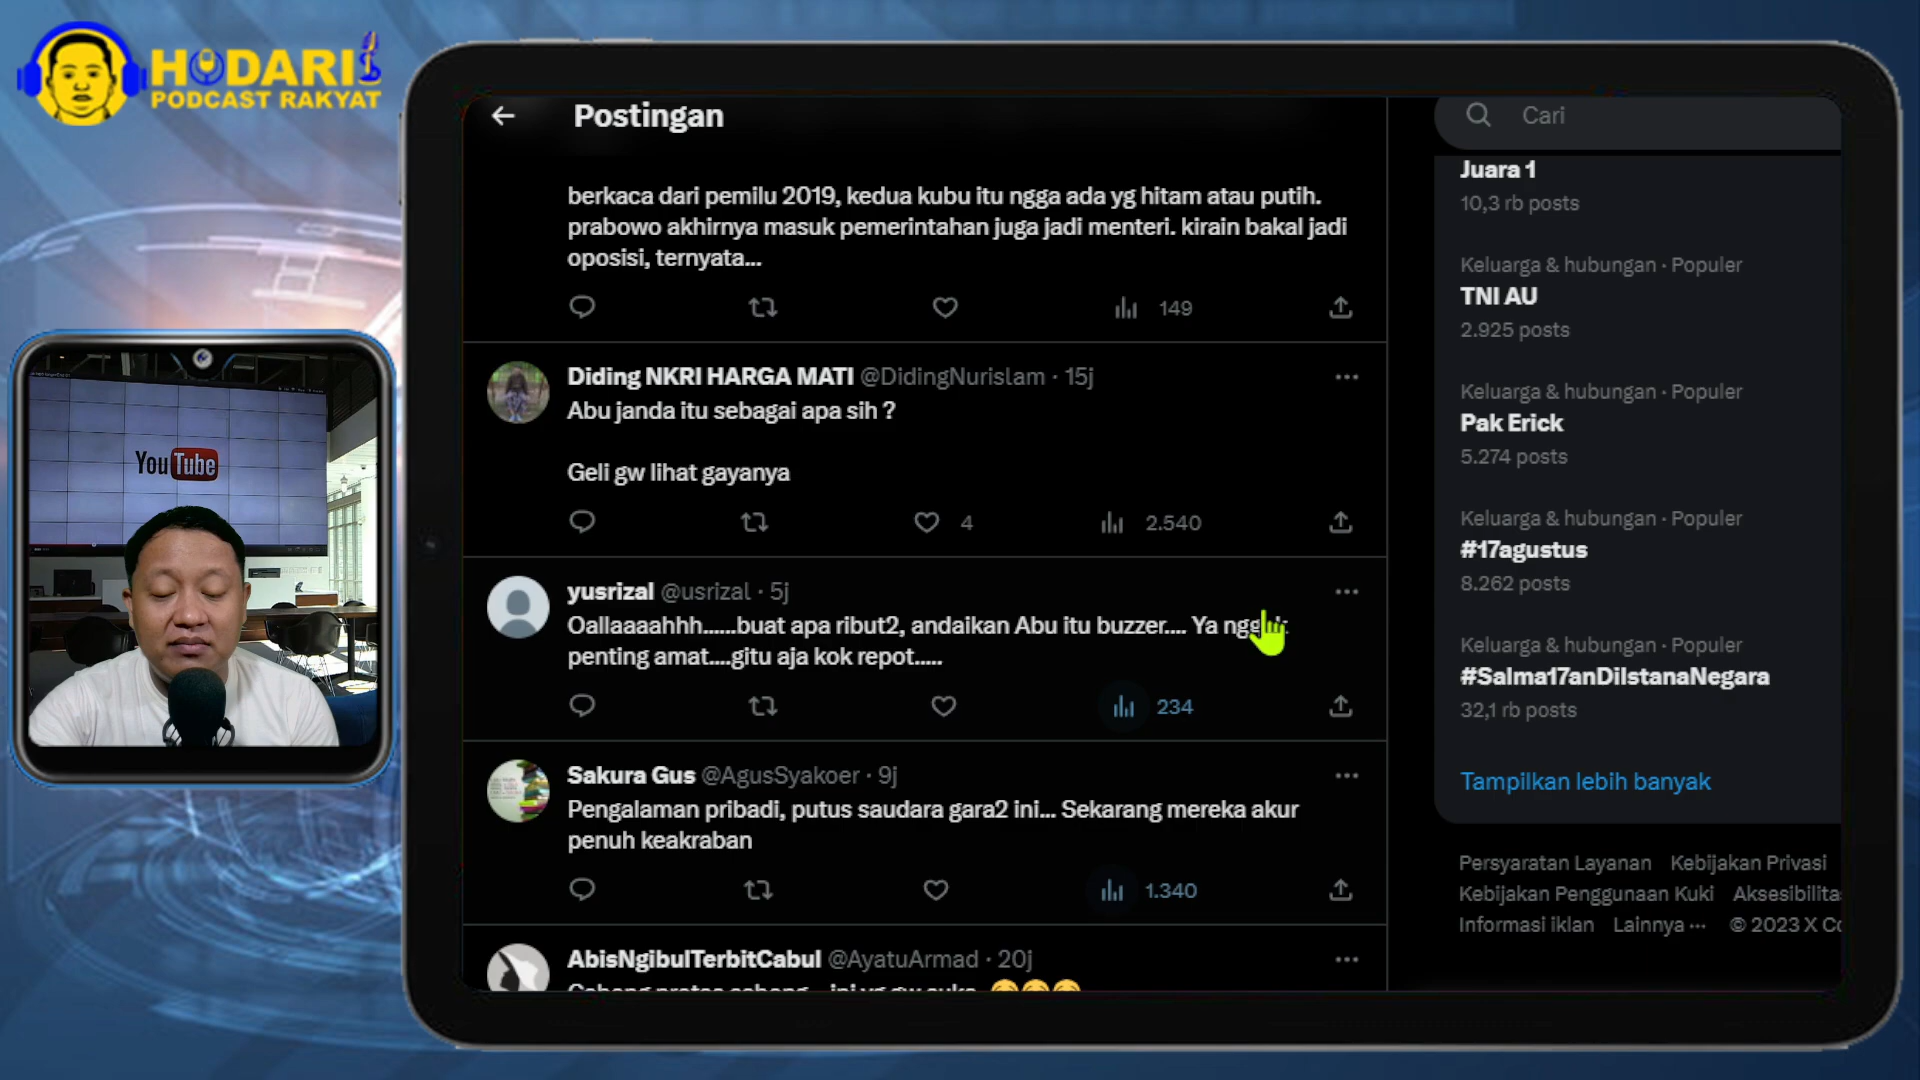 HODARI
PODCAST RAKYAT
YouTube
Postingan
berkaca dari pemilu 2019, kedua kubu itu ngga ada yg hitam atau putih.
prabowo akhirnya masuk pemerintahan juga jadi menteri. kirain bakal jadi
oposisi, ternyata...
149
Diding NKRI HARGA MATI @DidingNurislam · 15j
Abu janda itu sebagai apa sih ?
Geli gw lihat gayanya
4 2.540
yusrizal @usrizal · 5j
Oallaaaahhh......buat apa ribut2, andaikan Abu itu buzzer.... Ya
penting amat....gitu aja kok repot.....
234
Sakura Gus @AgusSyakoer · 9j
Pengalaman pribadi, putus saudara gara2 ini... Sekarang mereka akur
penuh keakraban
1.340
AbisNgibulTerbitCabul @AyatuArmad · 20j
Cari
Juara 1
10,3 rb posts
Keluarga & hubungan · Populer
TNI AU
2.925 posts
Keluarga & hubungan · Populer
Pak Erick
5.274 posts
Keluarga & hubungan · Populer
#17agustus
8.262 posts
Keluarga & hubungan · Populer
#Salma17anDiIstanaNegara
32,1 rb posts
Tampilkan lebih banyak
Persyaratan Layanan Kebijakan Privasi
Kebijakan Penggunaan Kuki Aksesibilita
Informasi iklan Lainnya ··· © 2023 X Co